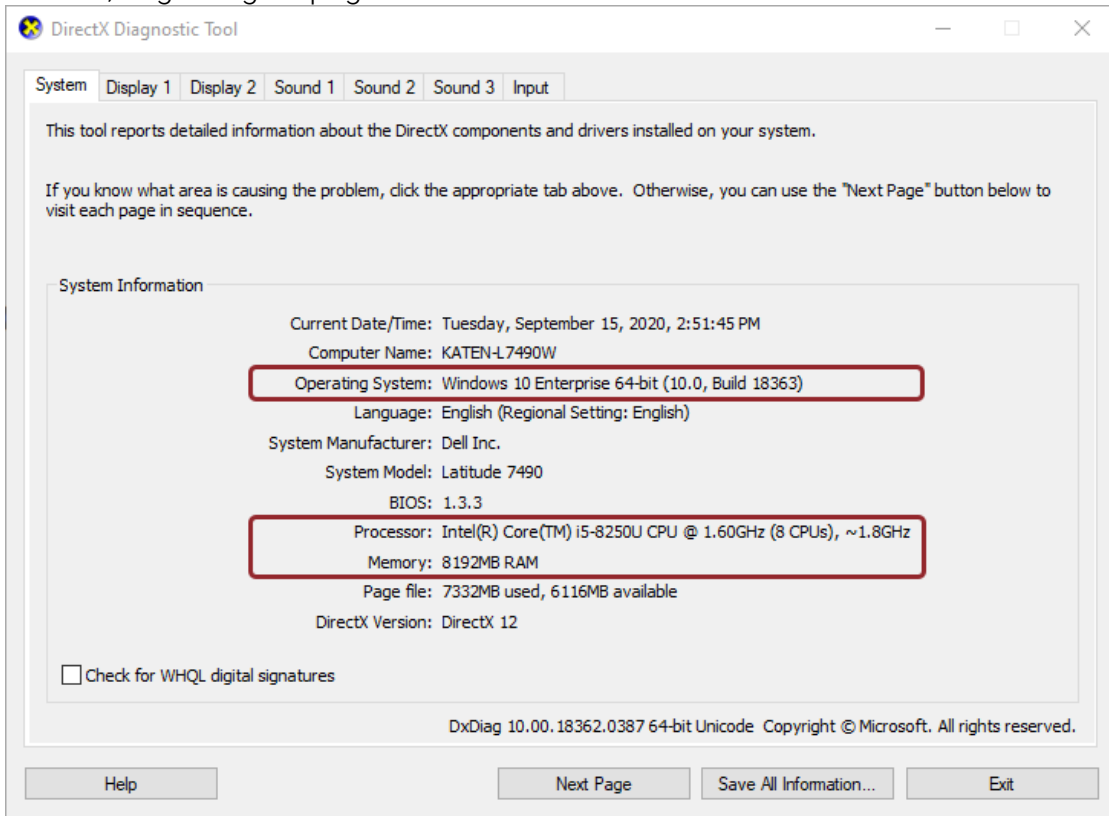 DirectX Diagnostic Tool
System Display 1 Display 2 Sound 1 Sound 2 Sound 3 Input
This tool reports detailed information about the DirectX components and drivers installed on your system.
If you know what area is causing the problem, click the appropriate tab above. Otherwise, you can use the "Next Page" button below to
visit each page in sequence.
System Information
Current Date/Time: Tuesday, September 15, 2020, 2:51:45 PM
Computer Name: KATEN-L7490W
Operating System: Windows 10 Enterprise 64-bit (10.0, Build 18363)
Language: English (Regional Setting: English)
System Manufacturer: Dell Inc.
System Model: Latitude 7490
BIOS: 1.3.3
Processor: Intel(R) Core(TM) i5-8250U CPU @ 1.60GHz (8 CPUs), ~1.8GHz
Memory: 8192MB RAM
Page file: 7332MB used, 6116MB available
DirectX Version: DirectX 12
Check for WHQL digital signatures
DxDiag 10.00.18362.0387 64-bit Unicode Copyright © Microsoft. All rights reserved.
Help Next Page Save All Information... Exit